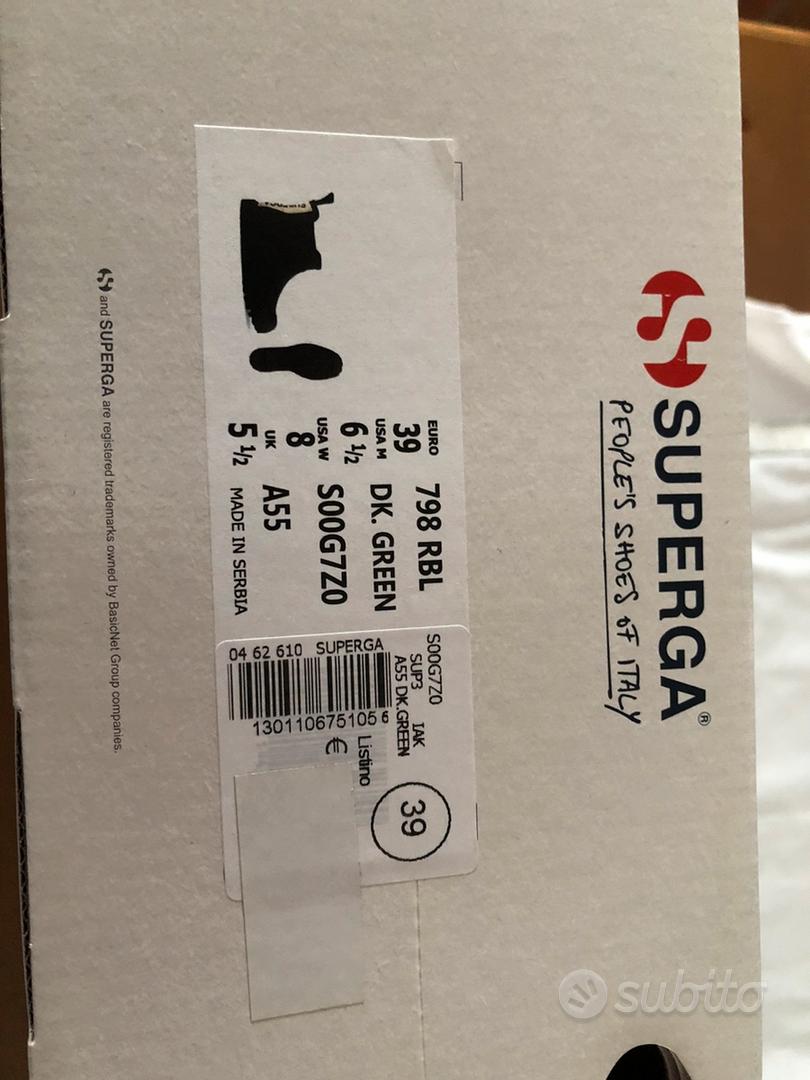 SUPERGA®
PEOPLE'S SHOES OF ITALY
EURO
39
USA M
6 ½
USA W
8
UK
5 ½
798 RBL
DK. GREEN
S00G7Z0
A55
MADE IN SERBIA
S00G7Z0
SUP3 IAK
A55 DK.GREEN
39
04 62 610 SUPERGA
130110675105 6
Listino
€
and SUPERGA are registered trademarks owned by BasicNet Group companies.
subito